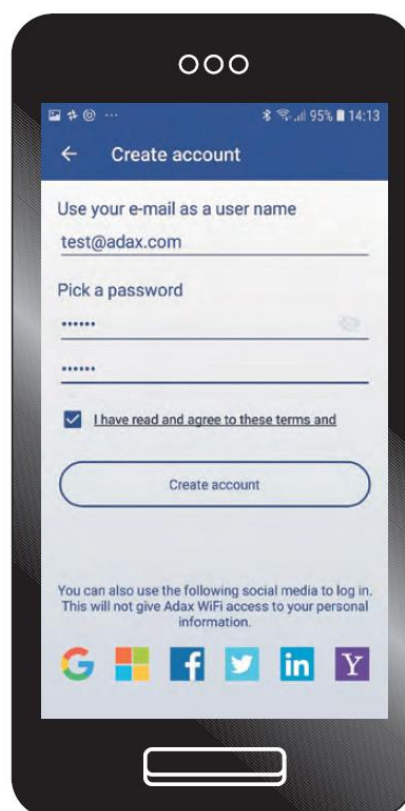 95% 14:13
Create account
Use your e-mail as a user name
test@adax.com
Pick a password
••••••
••••••
I have read and agree to these terms and
Create account
You can also use the following social media to log in.
This will not give Adax WiFi access to your personal
information.